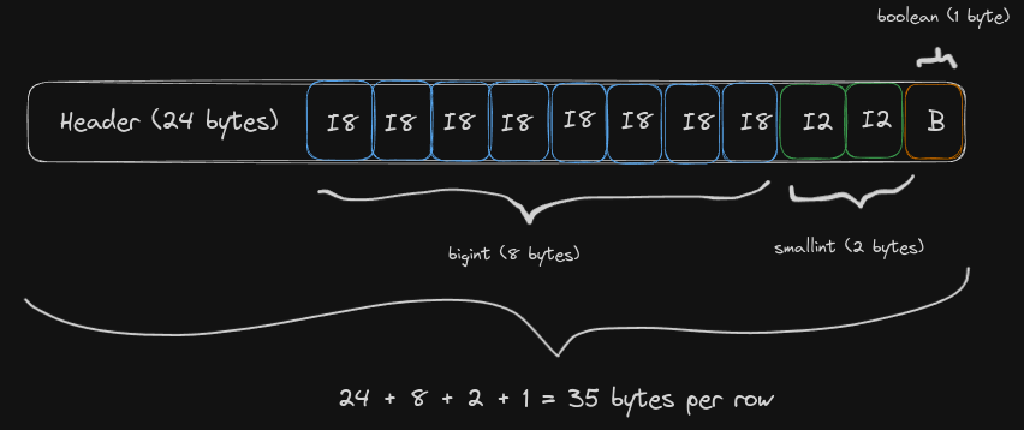 boolean (1 byte)
Header (24 bytes) I8 I8 I8 I8 I8 I8 I8 I8 I2 I2 B
bigint (8 bytes)
smallint (2 bytes)
24 + 8 + 2 + 1 = 35 bytes per row